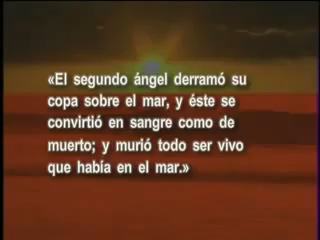 «El segundo ángel derramó su
copa sobre el mar, y éste se
convirtió en sangre como de
muerto; y murió todo ser vivo
que había en el mar.»